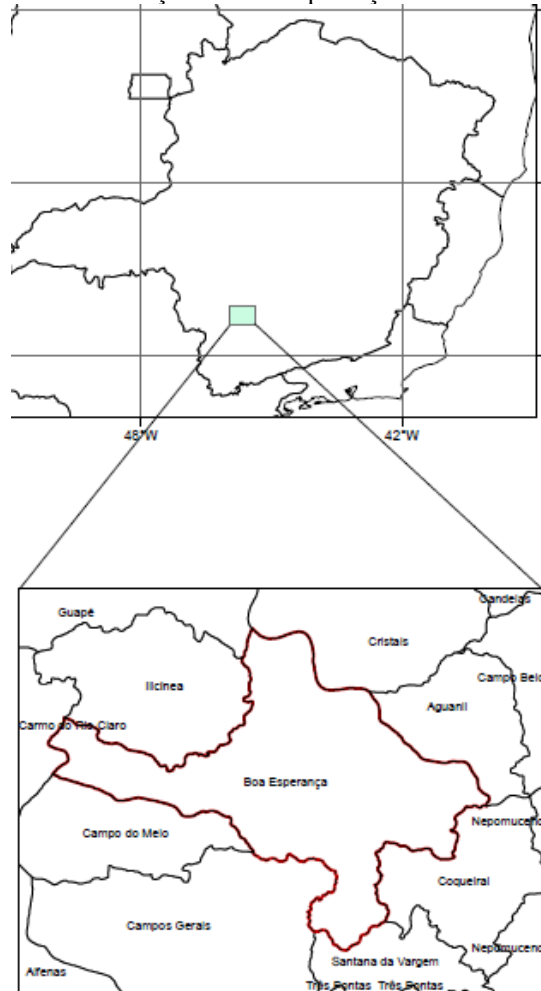 48°W
42°W
Guapé
Candeias
Cristais
Ilicínea
Campo Belo
Aguanil
Carmo do Rio Claro
Boa Esperança
Nepomuceno
Campo do Meio
Coqueiral
Campos Gerais
Nepomuceno
Santana da Vargem
Alfenas
Três Pontas Três Pontas